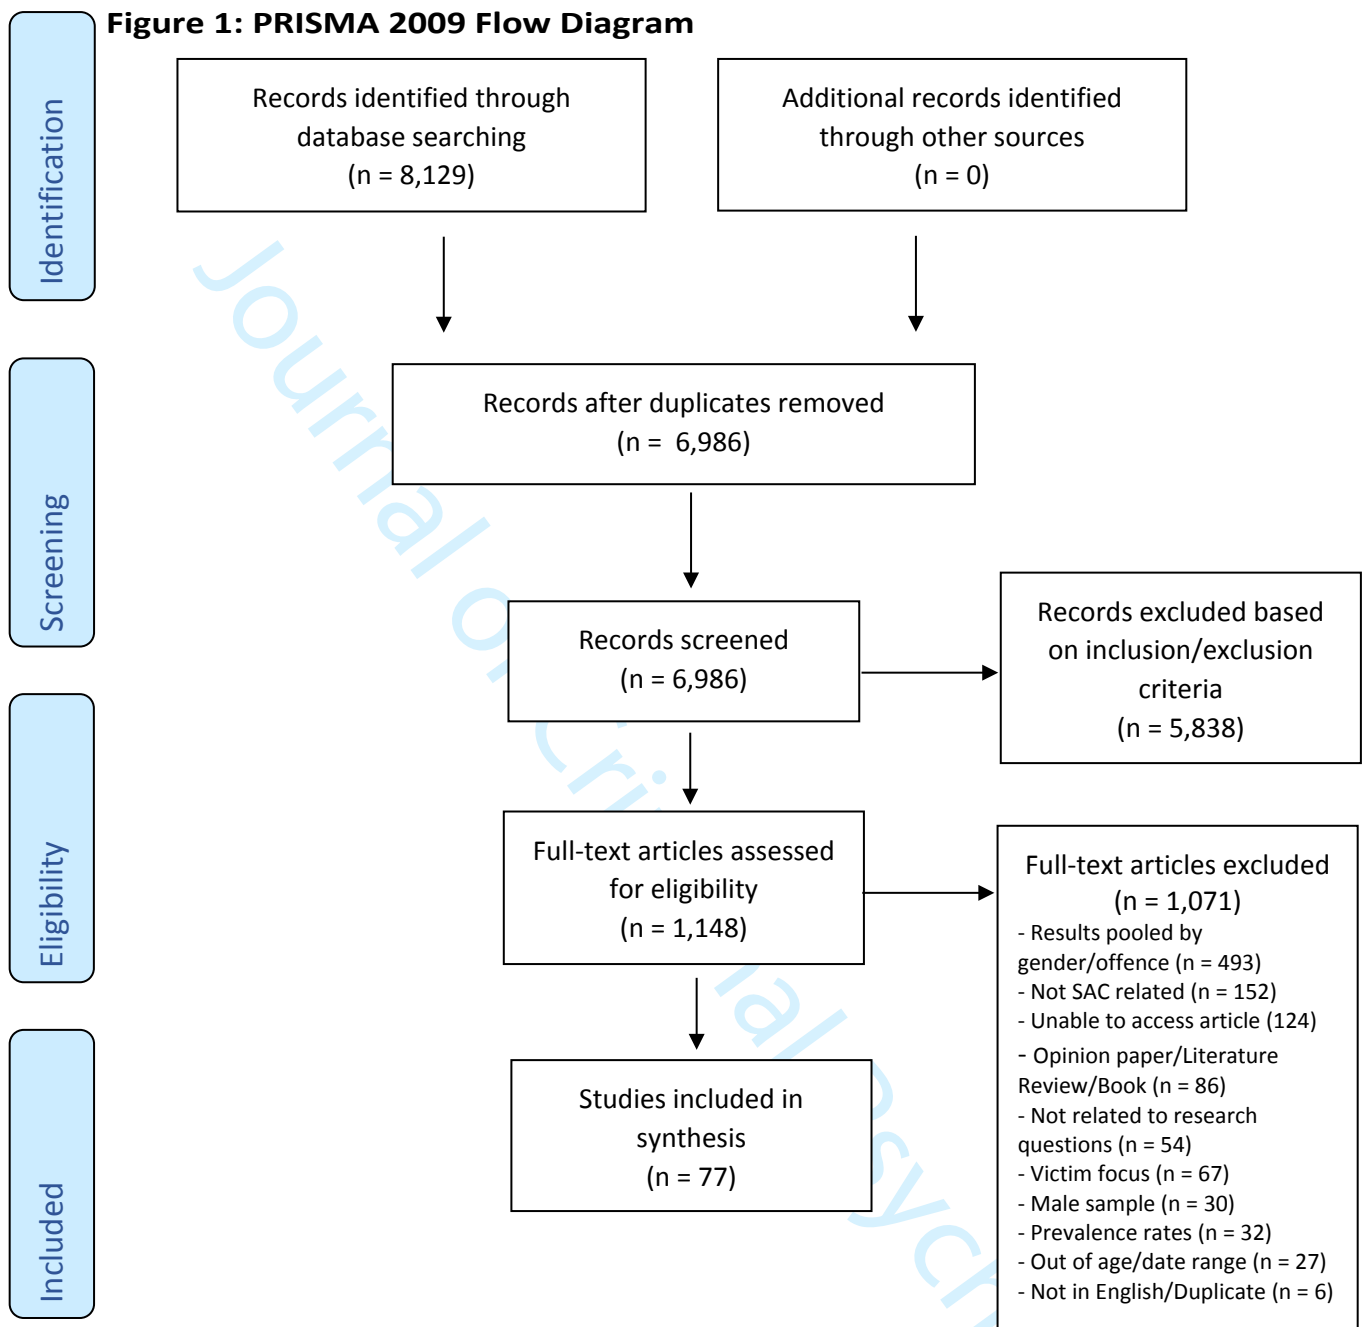 Figure 1: PRISMA 2009 Flow Diagram
Identification
Records identified through
database searching
(n = 8,129)
Additional records identified
through other sources
(n = 0)
Screening
Records after duplicates removed
(n = 6,986)
Records screened
(n = 6,986)
Records excluded based
on inclusion/exclusion
criteria
(n = 5,838)
Eligibility
Full-text articles assessed
for eligibility
(n = 1,148)
Full-text articles excluded
(n = 1,071)
- Results pooled by
gender/offence (n = 493)
- Not SAC related (n = 152)
- Unable to access article (124)
- Opinion paper/Literature
Review/Book (n = 86)
- Not related to research
questions (n = 54)
- Victim focus (n = 67)
- Male sample (n = 30)
- Prevalence rates (n = 32)
- Out of age/date range (n = 27)
- Not in English/Duplicate (n = 6)
Included
Studies included in
synthesis
(n = 77)
Journal of